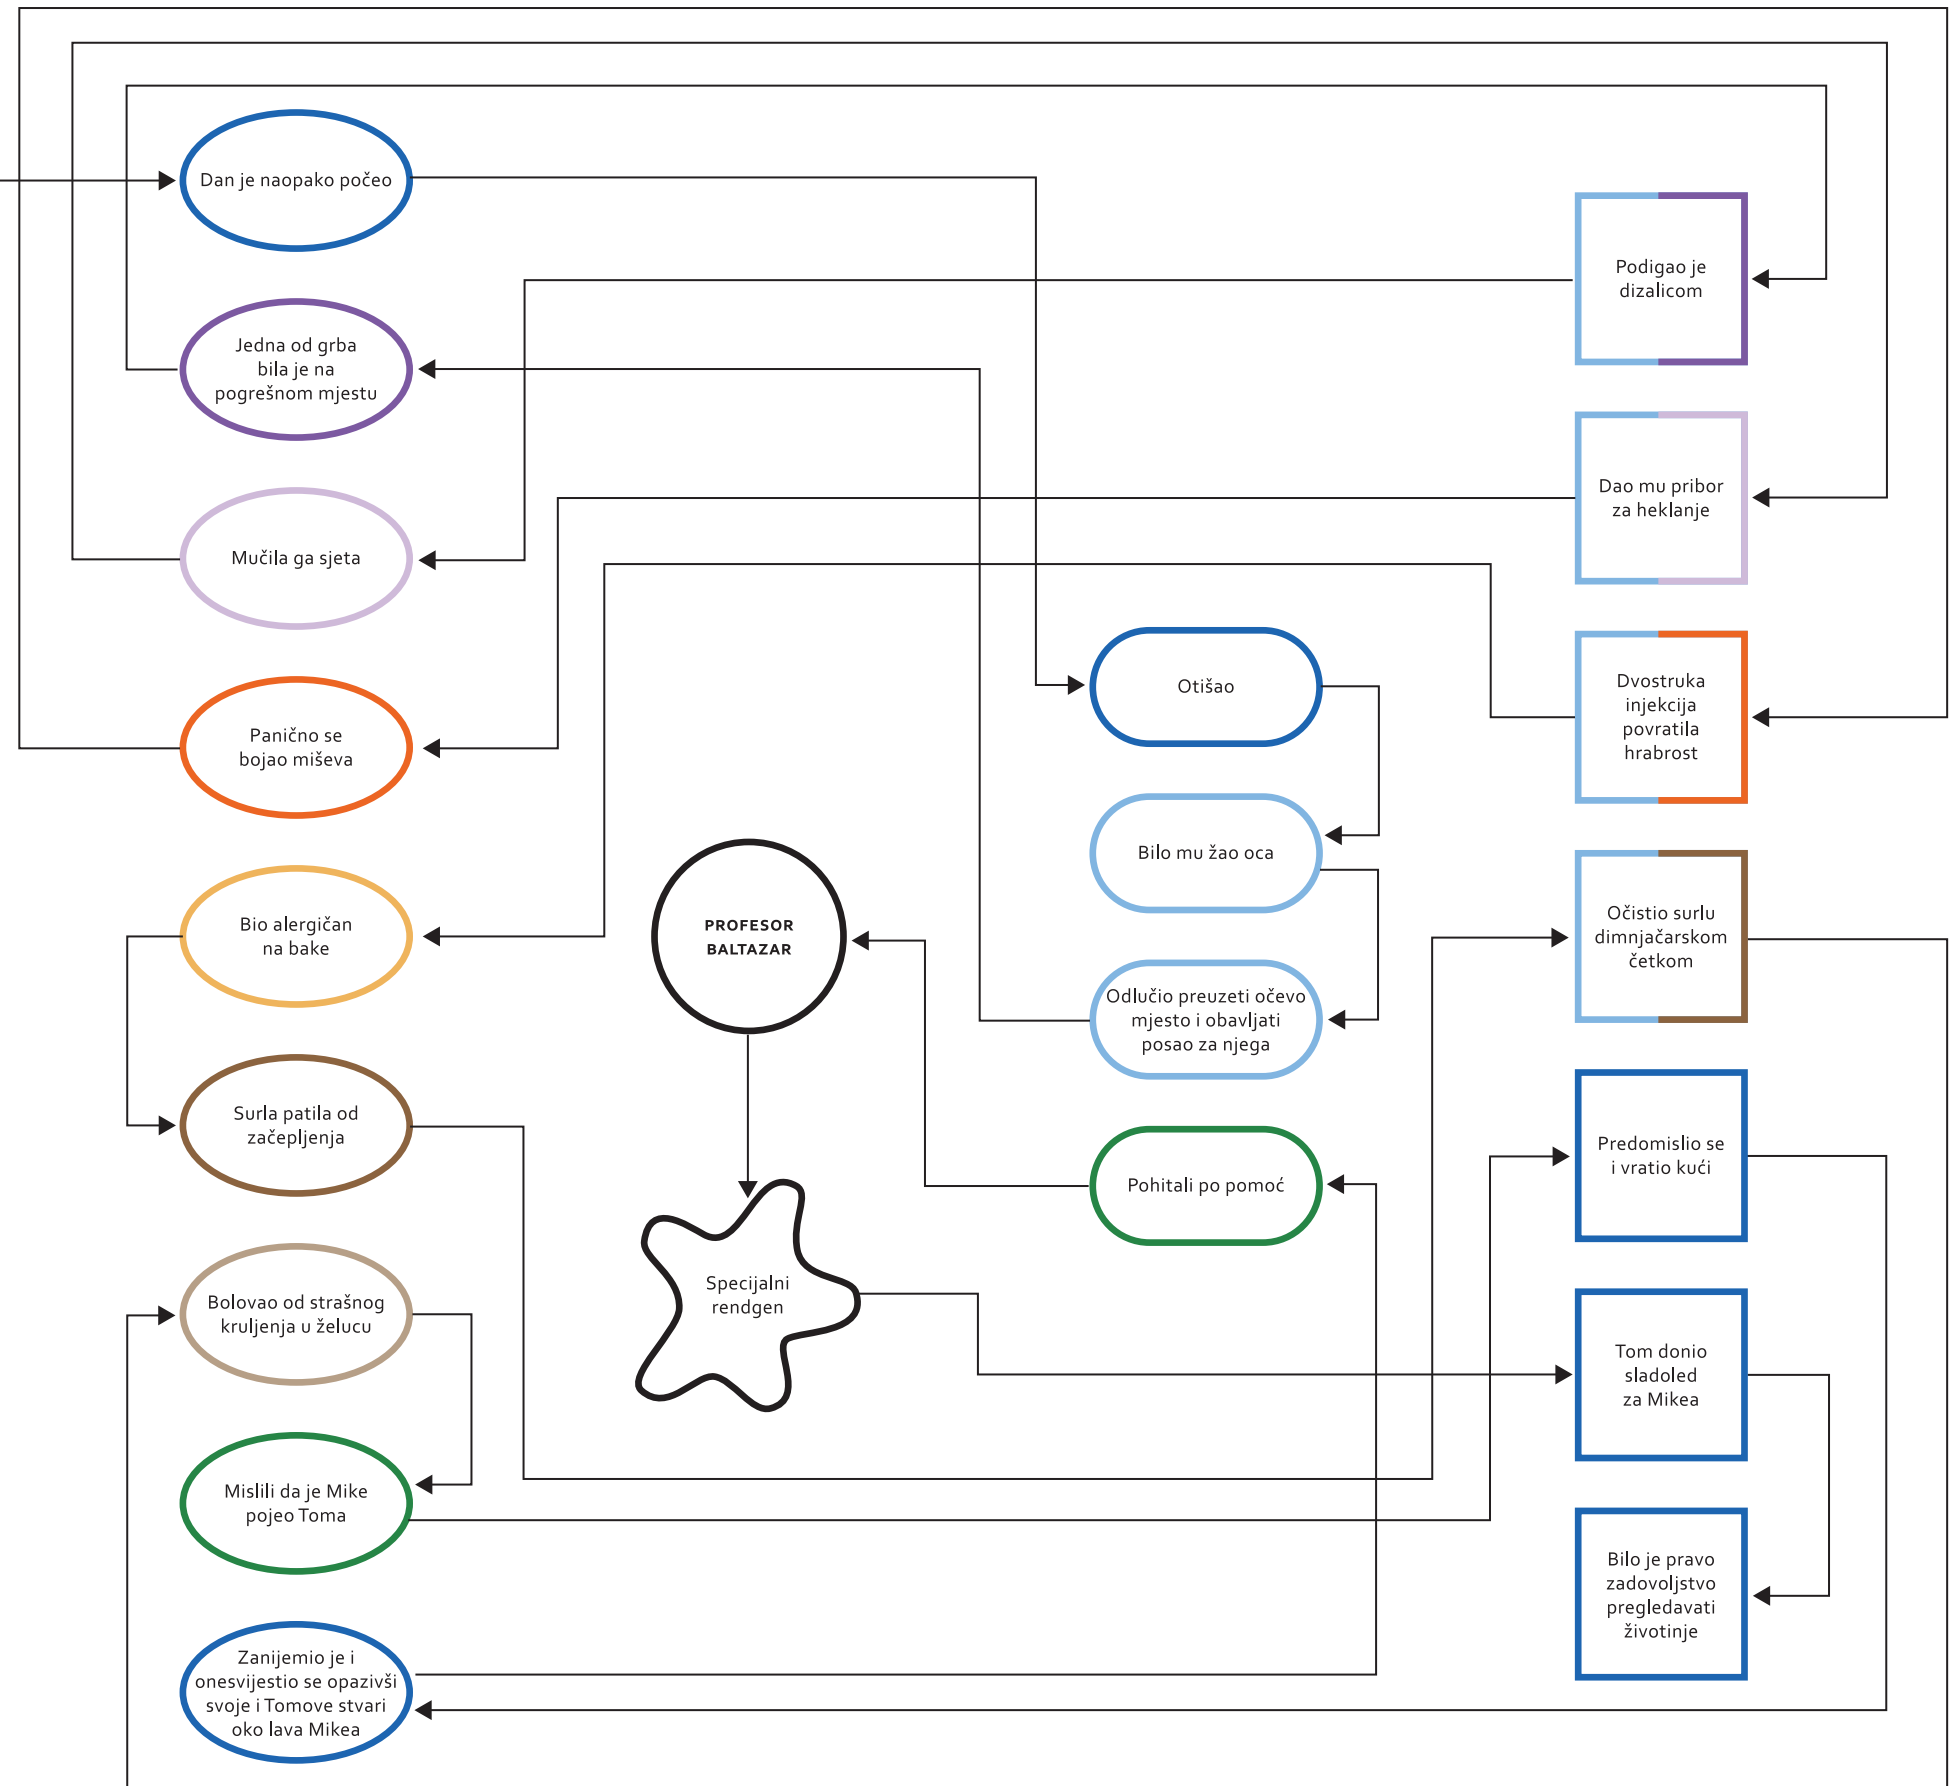 Dan je naopako počeo
Jedna od grba
bila je na
pogrešnom mjestu
Mučila ga sjeta
Panično se
bojao miševa
Bio alergičan
na bake
Surla patila od
začepljenja
Bolovao od strašnog
kruljenja u želucu
Mislili da je Mike
pojeo Toma
Zanijemio je i
onesvijestio se opazivši
svoje i Tomove stvari
oko lava Mikea
PROFESOR
BALTAZAR
Specijalni
rendgen
Otišao
Bilo mu žao oca
Odlučio preuzeti očevo
mjesto i obavljati
posao za njega
Pohitali po pomoć
Podigao je
dizalicom
Dao mu pribor
za heklanje
Dvostruka
injekcija
povratila
hrabrost
Očistio surlu
dimnjačarskom
četkom
Predomislio se
i vratio kući
Tom donio
sladoled
za Mikea
Bilo je pravo
zadovoljstvo
pregledavati
životinje